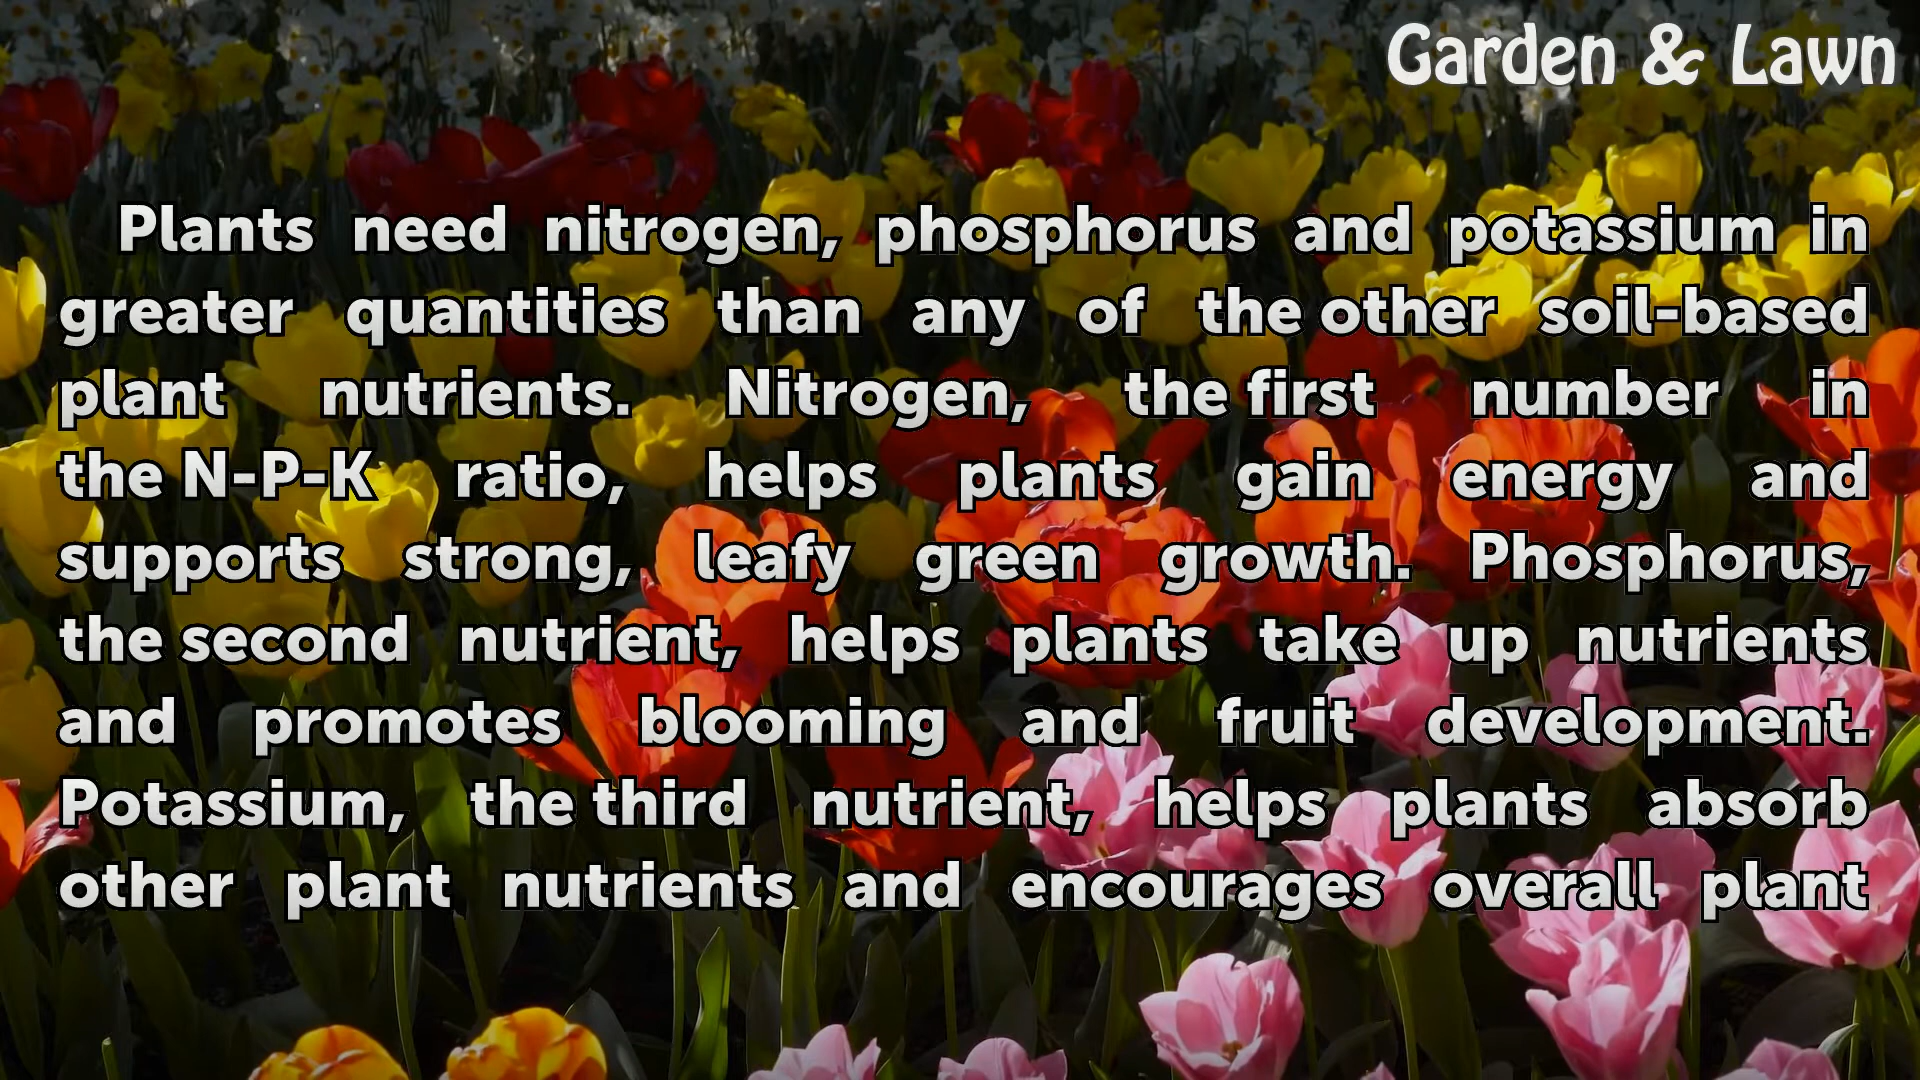 Garden & Lawn
Plants need nitrogen, phosphorus and potassium in
greater quantities than any of the other soil-based
plant nutrients. Nitrogen, the first number in
the N-P-K ratio, helps plants gain energy and
supports strong, leafy green growth. Phosphorus,
the second nutrient, helps plants take up nutrients
and promotes blooming and fruit development.
Potassium, the third nutrient, helps plants absorb
other plant nutrients and encourages overall plant